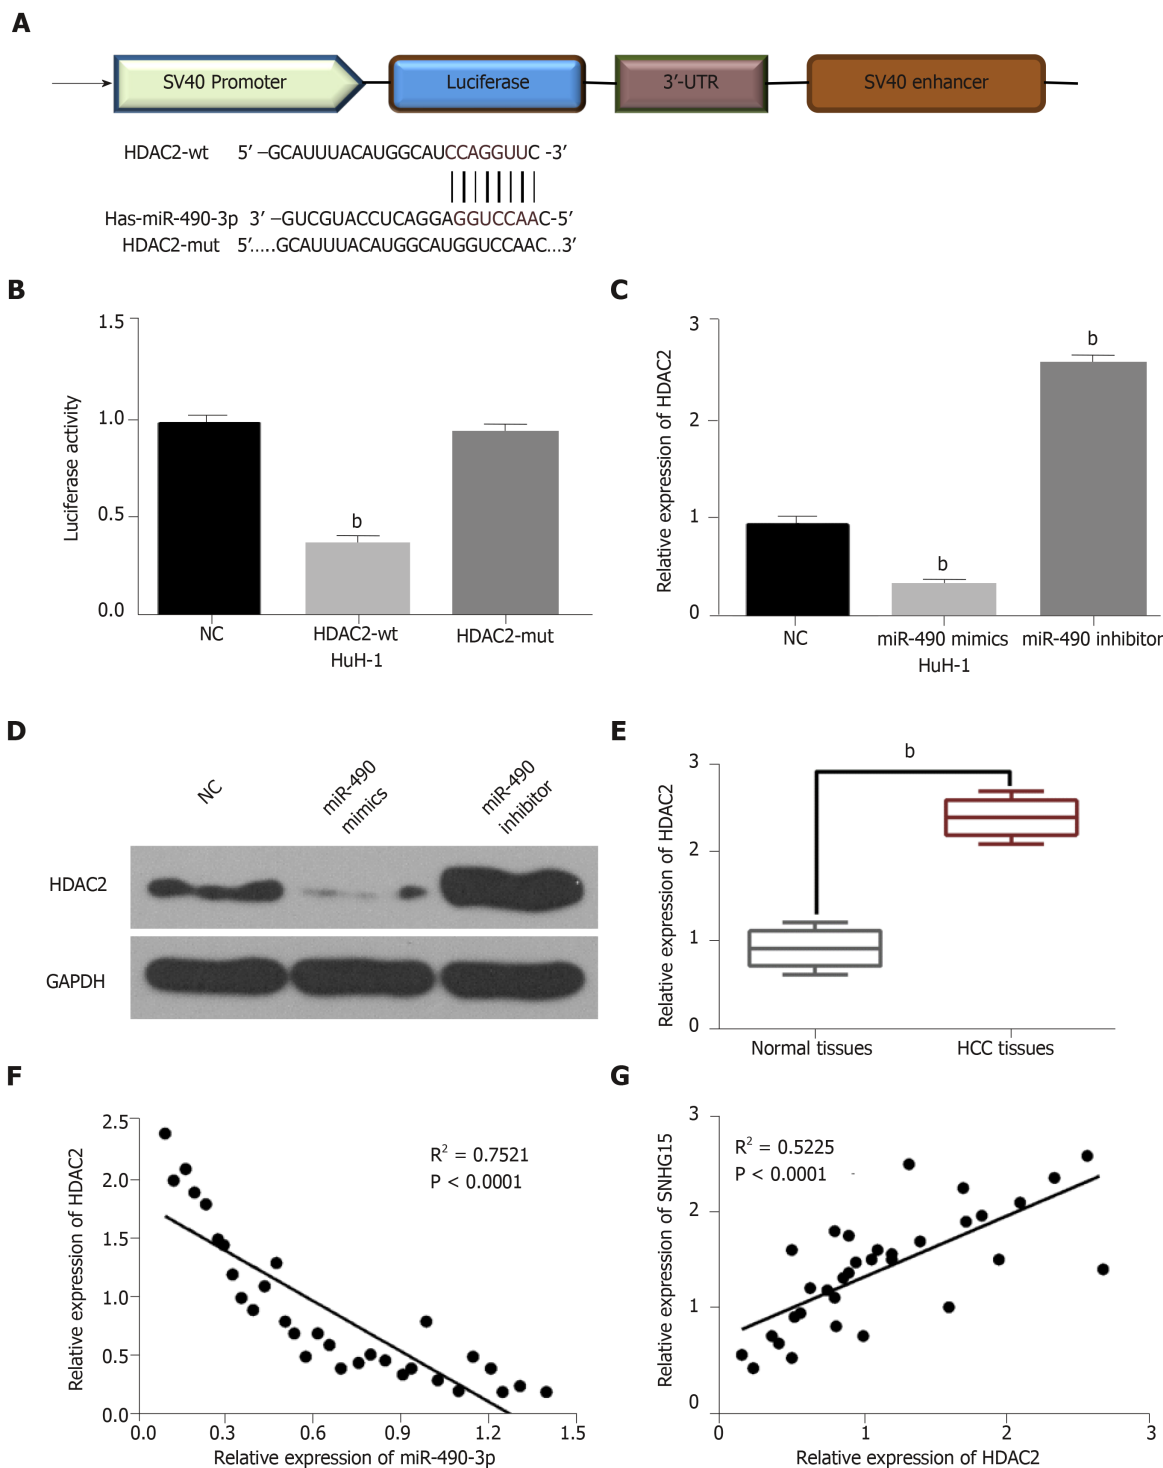 A
SV40 Promoter
Luciferase
3′-UTR
SV40 enhancer
HDAC2-wt 5′ –GCAUUUACAUGGCAUCCAGGUUC -3′
Has-miR-490-3p 3′ –GUCGUACCUCAGGAGGUCCAAC-5′
HDAC2-mut 5′.....GCAUUUACAUGGCAUGGUCCAAC...3′
B
Luciferase activity
1.5
1.0
0.5
0.0
b
NC
HDAC2-wt
HDAC2-mut
HuH-1
C
Relative expression of HDAC2
3
2
1
0
b
b
NC
miR-490 mimics
miR-490 inhibitor
HuH-1
D
NC
miR-490
mimics
miR-490
inhibitor
HDAC2
GAPDH
E
Relative expression of HDAC2
3
2
1
0
b
Normal tissues
HCC tissues
F
Relative expression of HDAC2
2.5
2.0
1.5
1.0
0.5
0.0
R² = 0.7521
P < 0.0001
0.0 0.3 0.6 0.9 1.2 1.5
Relative expression of miR-490-3p
G
Relative expression of SNHG15
3
2
1
0
R² = 0.5225
P < 0.0001
0 1 2 3
Relative expression of HDAC2